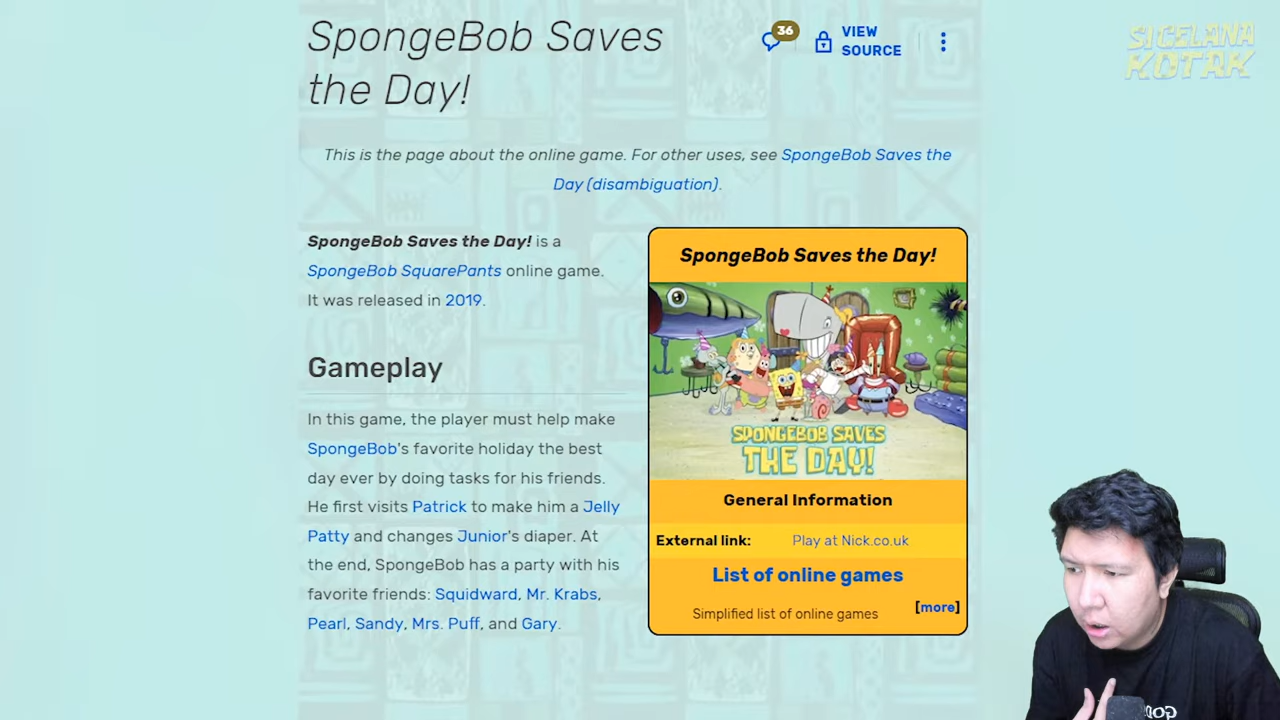 SpongeBob Saves
the Day!
36
VIEW
SOURCE
SICELANA
KOTAK
This is the page about the online game. For other uses, see SpongeBob Saves the
Day (disambiguation).
SpongeBob Saves the Day! is a
SpongeBob SquarePants online game.
It was released in 2019.
Gameplay
In this game, the player must help make
SpongeBob's favorite holiday the best
day ever by doing tasks for his friends.
He first visits Patrick to make him a Jelly
Patty and changes Junior's diaper. At
the end, SpongeBob has a party with his
favorite friends: Squidward, Mr. Krabs,
Pearl, Sandy, Mrs. Puff, and Gary.
SpongeBob Saves the Day!
SPONGEBOB SAVES
THE DAY!
General Information
External link: Play at Nick.co.uk
List of online games
Simplified list of online games [more]